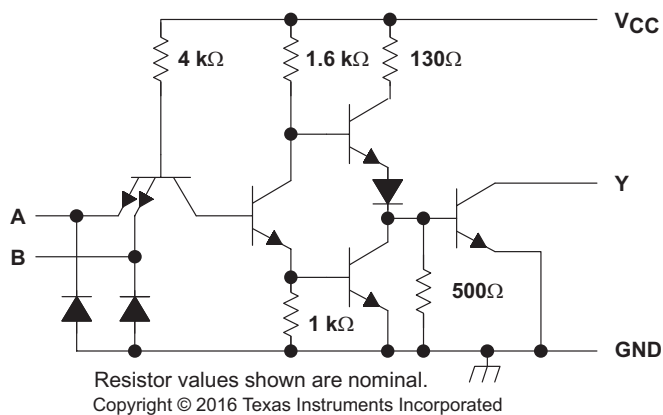 VCC
4 kΩ
1.6 kΩ
130Ω
A
Y
B
500Ω
1 kΩ
GND
Resistor values shown are nominal.
Copyright © 2016 Texas Instruments Incorporated